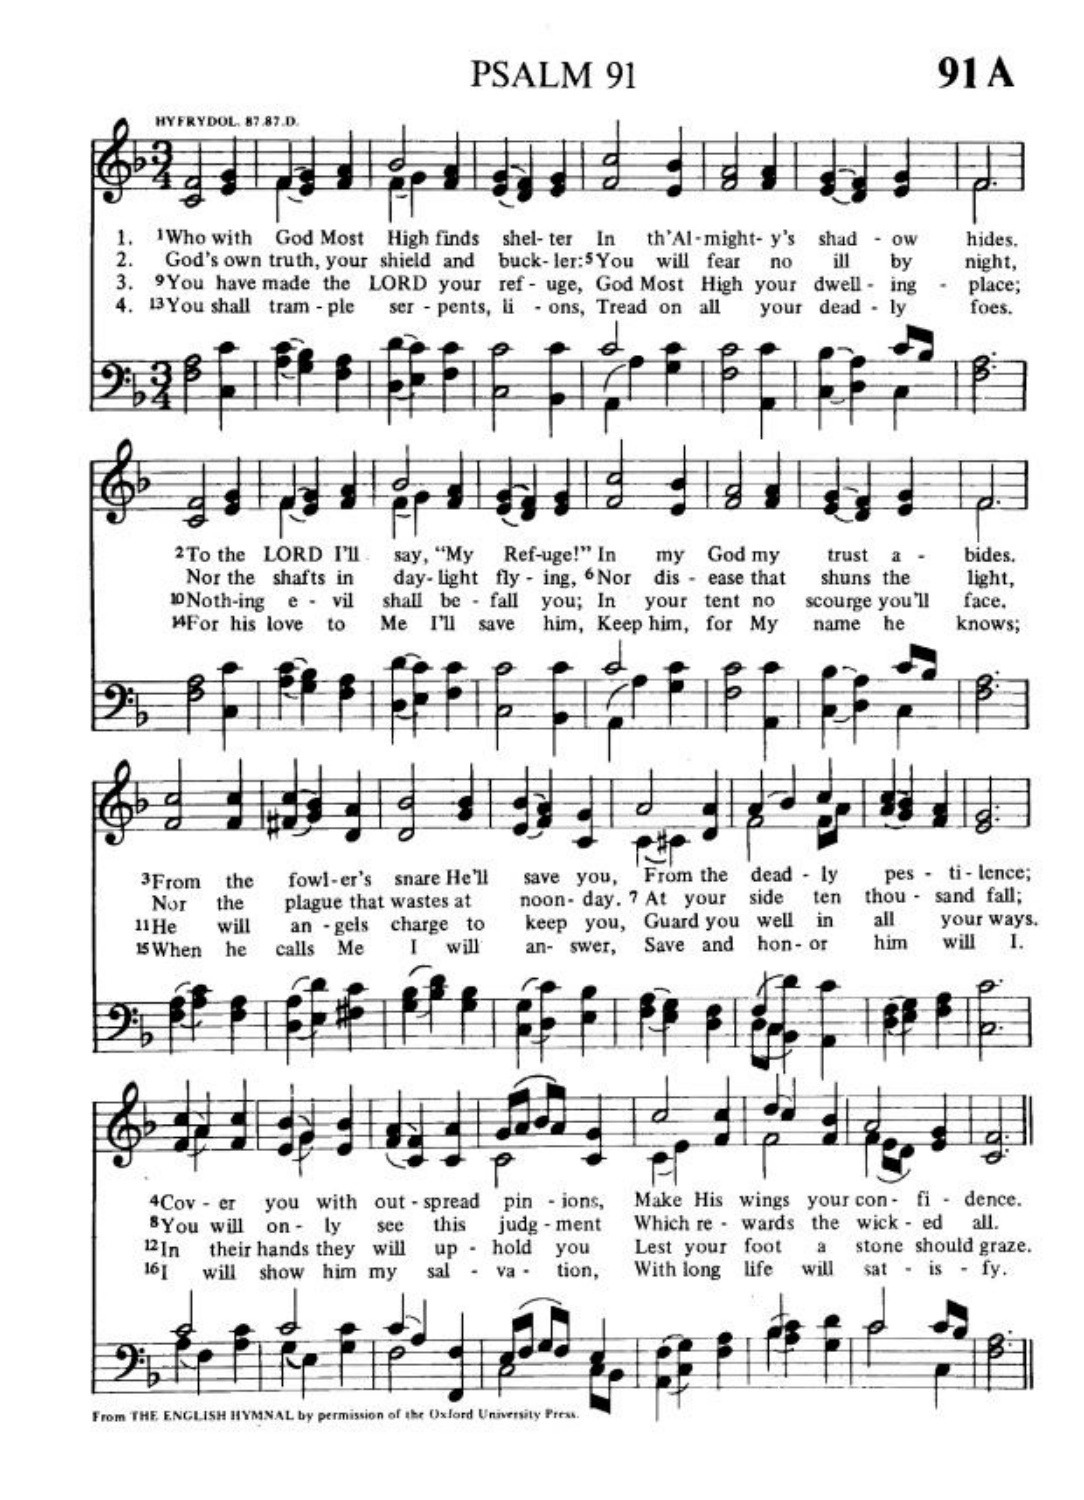 PSALM 91
91 A
HYFRYDOL. 87.87.D.
1. 1Who with God Most High finds shel- ter In th'Al-might- y's shad - ow hides.
2. God's own truth, your shield and buck- ler: 5You will fear no ill by night,
3. 9You have made the LORD your ref - uge, God Most High your dwell - ing - place;
4. 13You shall tram - ple ser - pents, li - ons, Tread on all your dead - ly foes.
2To the LORD I'll say, "My Ref-uge!" In my God my trust a - bides.
Nor the shafts in day- light fly - ing, 6Nor dis - ease that shuns the light,
10Noth-ing e - vil shall be - fall you; In your tent no scourge you'll face.
14For his love to Me I'll save him, Keep him, for My name he knows;
3From the fowl-er's snare He'll save you, From the dead - ly pes - ti - lence;
Nor the plague that wastes at noon- day. 7At your side ten thou - sand fall;
11He will an - gels charge to keep you, Guard you well in all your ways.
15When he calls Me I will an- swer, Save and hon- or him will I.
4Cov - er you with out - spread pin - ions, Make His wings your con - fi - dence.
8You will on - ly see this judg - ment Which re - wards the wick - ed all.
12In their hands they will up - hold you Lest your foot a stone should graze.
16I will show him my sal - va - tion, With long life will sat - is - fy.
From THE ENGLISH HYMNAL by permission of the Oxford University Press.